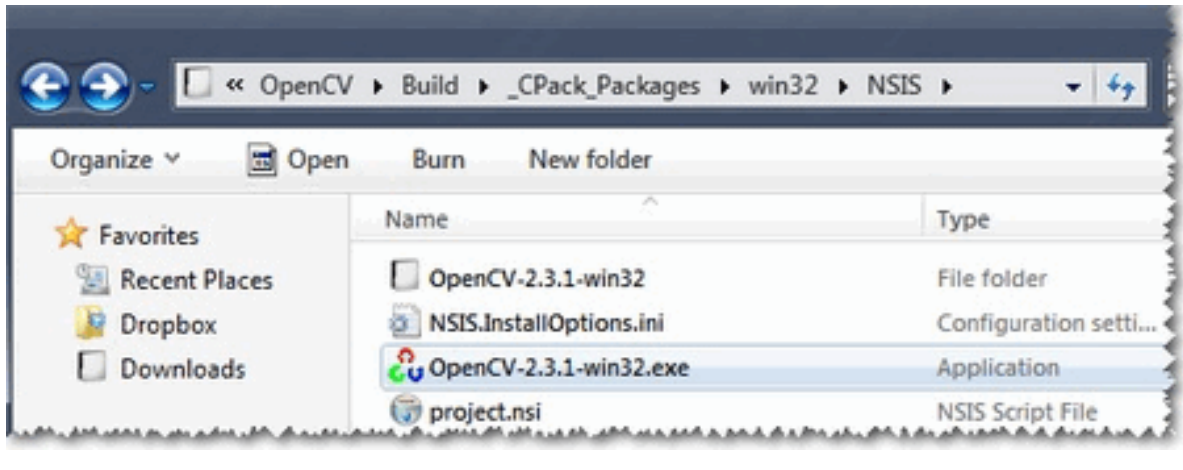 « OpenCV ▸ Build ▸ _CPack_Packages ▸ win32 ▸ NSIS ▸
Organize Open Burn New folder
Favorites
Recent Places
Dropbox
Downloads
Name Type
OpenCV-2.3.1-win32 File folder
NSIS.InstallOptions.ini Configuration setti...
OpenCV-2.3.1-win32.exe Application
project.nsi NSIS Script File